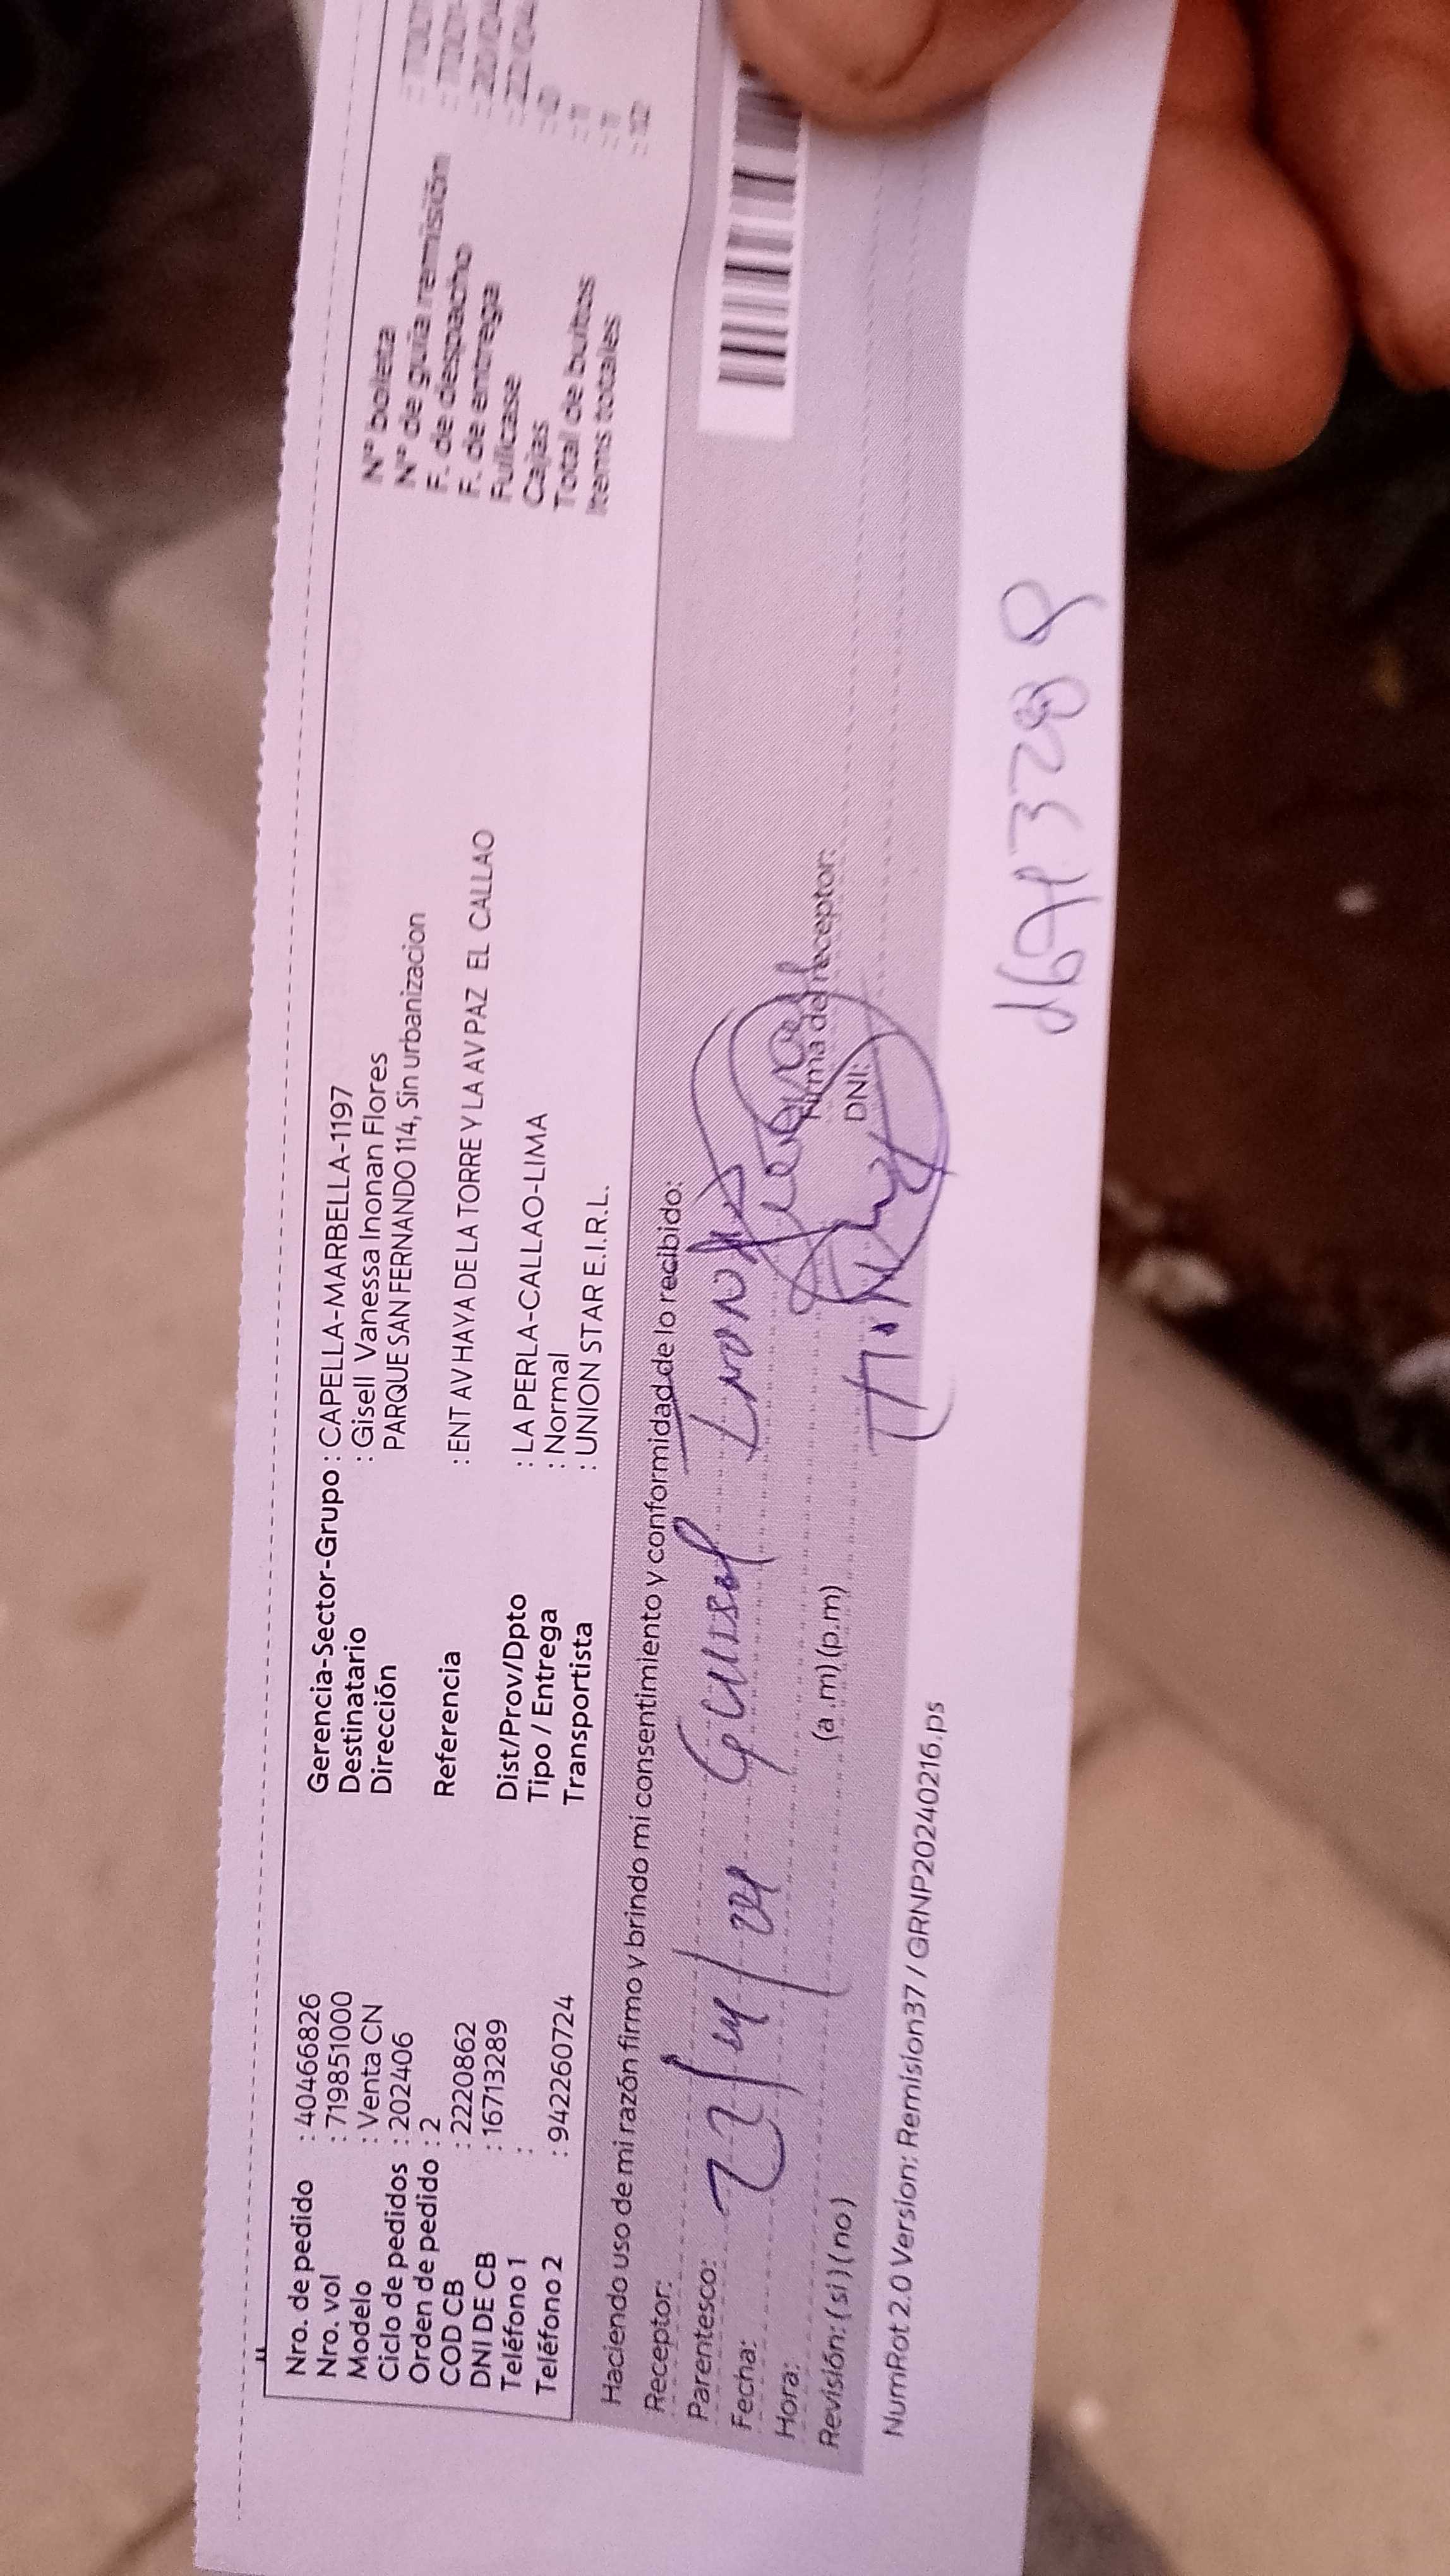 Nro. de pedido : 40466826
Nro. vol : 719851000
Modelo : Venta CN
Ciclo de pedidos : 202406
Orden de pedido : 2
COD CB : 2220862
DNI DE CB : 16713289
Teléfono 1 :
Teléfono 2 : 942260724
Gerencia-Sector-Grupo : CAPELLA-MARBELLA-1197
Destinatario : Gisell Vanessa Inonan Flores
Dirección PARQUE SAN FERNANDO 114, Sin urbanizacion
Referencia : ENT AV HAYA DE LA TORRE Y LA AV PAZ EL CALLAO
Dist/Prov/Dpto : LA PERLA-CALLAO-LIMA
Tipo / Entrega : Normal
Transportista : UNION STAR E.I.R.L.
N° boleta
N° de guia remisión
F. de despacho
F. de entrega
Fullcase
Cajas
Total de bultos
Items totales
Haciendo uso de mi razón firmo y brindo mi consentimiento y conformidad de lo recibido:
Receptor:
Parentesco:
Fecha:
Hora: (a .m) (p.m)
Revisión: ( si ) ( no )
Firma del receptor:
DNI:
NumRot 2.0 Version: Remision37 / GRNP20240216.ps